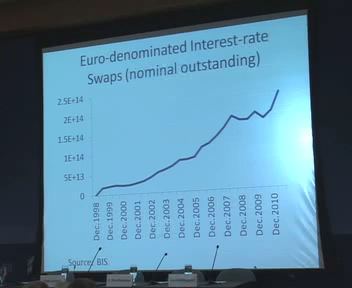 Euro-denominated Interest-rate
Swaps (nominal outstanding)
2.5E+14
2E+14
1.5E+14
1E+14
5E+13
0
Dec.1998
Dec.1999
Dec.2000
Dec.2001
Dec.2002
Dec.2003
Dec.2004
Dec.2005
Dec.2006
Dec.2007
Dec.2008
Dec.2009
Dec.2010
Source: BIS.